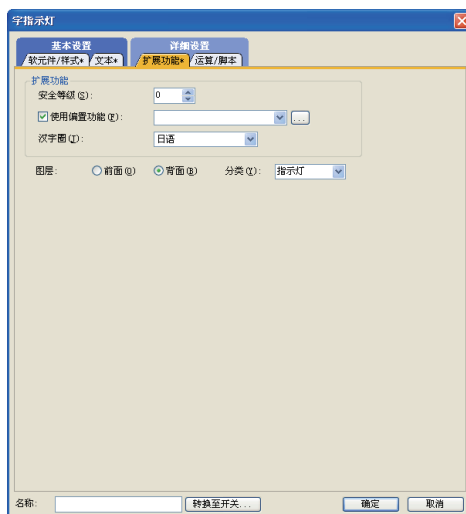 字指示灯
基本设置 详细设置
软元件/样式* 文本* 扩展功能* 运算/脚本
扩展功能
安全等级(S): 0
使用偏置功能(F): ...
汉字圈(T): 日语
图层: 前面(O) 背面(B) 分类(Y): 指示灯
名称: 转换至开关... 确定 取消